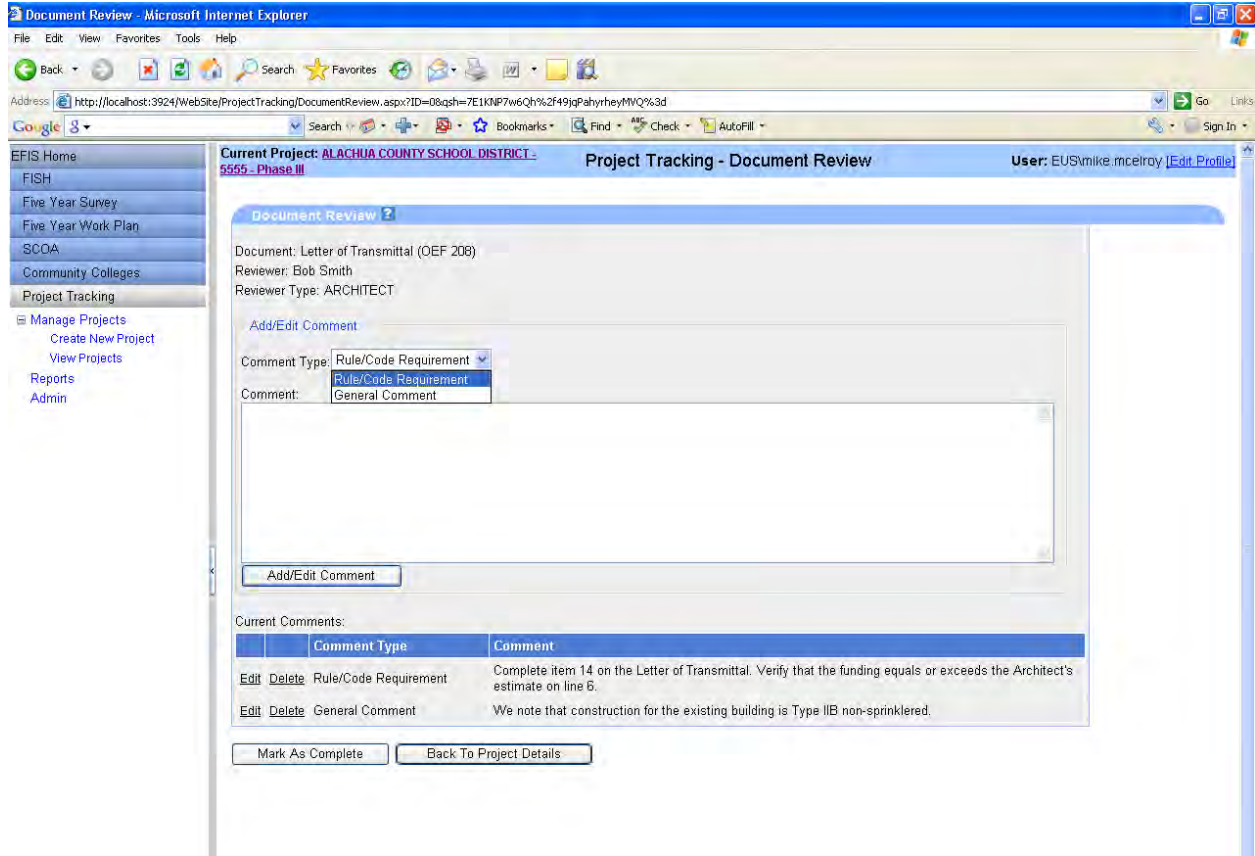 Document Review - Microsoft Internet Explorer
File Edit View Favorites Tools Help
Back Search Favorites
Address http://localhost:3924/WebSite/ProjectTracking/DocumentReview.aspx?ID=0&qsh=7E1KNP7w6Qh%2f49jqPahyrheyMVQ%3d Go Links
Google Search Bookmarks Find Check AutoFill Sign In
EFIS Home
FISH
Five Year Survey
Five Year Work Plan
SCOA
Community Colleges
Project Tracking
Manage Projects
Create New Project
View Projects
Reports
Admin
Current Project: ALACHUA COUNTY SCHOOL DISTRICT -
5555 - Phase III
Project Tracking - Document Review
User: EUS\mike.mcelroy [Edit Profile]
Document Review ?
Document: Letter of Transmittal (OEF 208)
Reviewer: Bob Smith
Reviewer Type: ARCHITECT
Add/Edit Comment
Comment Type: Rule/Code Requirement
Rule/Code Requirement
General Comment
Comment:
Add/Edit Comment
Current Comments:
Comment Type Comment
Edit Delete Rule/Code Requirement Complete item 14 on the Letter of Transmittal. Verify that the funding equals or exceeds the Architect's
estimate on line 6.
Edit Delete General Comment We note that construction for the existing building is Type IIB non-sprinklered.
Mark As Complete Back To Project Details